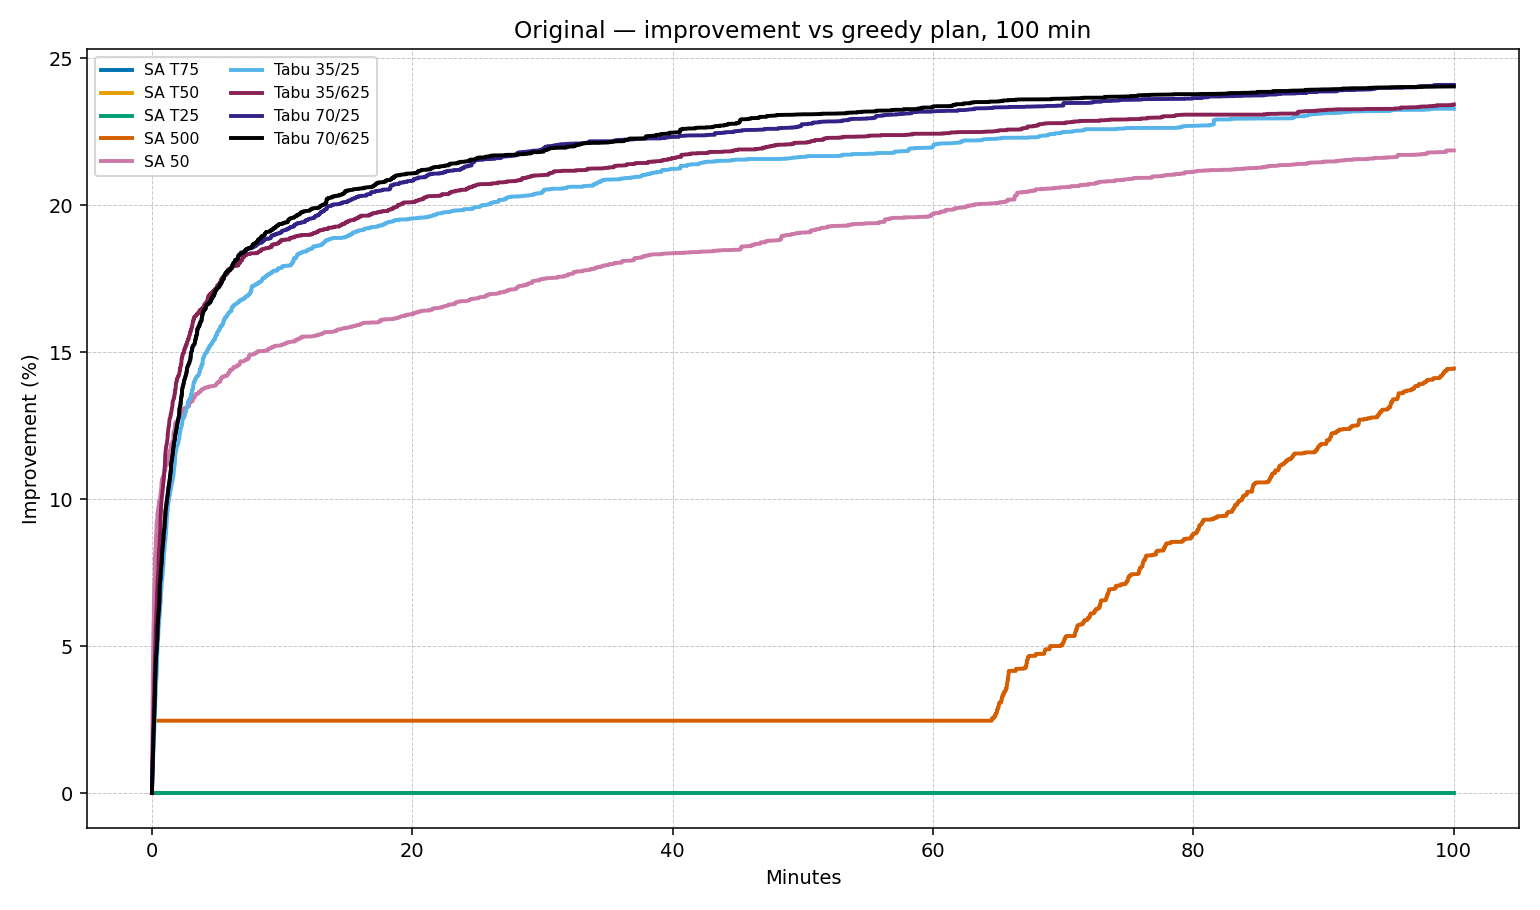 Original — improvement vs greedy plan, 100 min
25
20
15
10
5
0
Improvement (%)
SA T75
SA T50
SA T25
SA 500
SA 50
Tabu 35/25
Tabu 35/625
Tabu 70/25
Tabu 70/625
0 20 40 60 80 100
Minutes